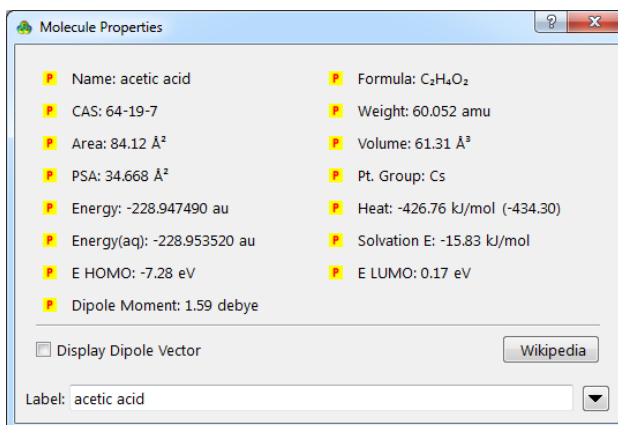 Molecule Properties
? x
P Name: acetic acid P Formula: C₂H₄O₂
P CAS: 64-19-7 P Weight: 60.052 amu
P Area: 84.12 Å² P Volume: 61.31 Å³
P PSA: 34.668 Å² P Pt. Group: Cs
P Energy: -228.947490 au P Heat: -426.76 kJ/mol (-434.30)
P Energy(aq): -228.953520 au P Solvation E: -15.83 kJ/mol
P E HOMO: -7.28 eV P E LUMO: 0.17 eV
P Dipole Moment: 1.59 debye
Display Dipole Vector Wikipedia
Label: acetic acid